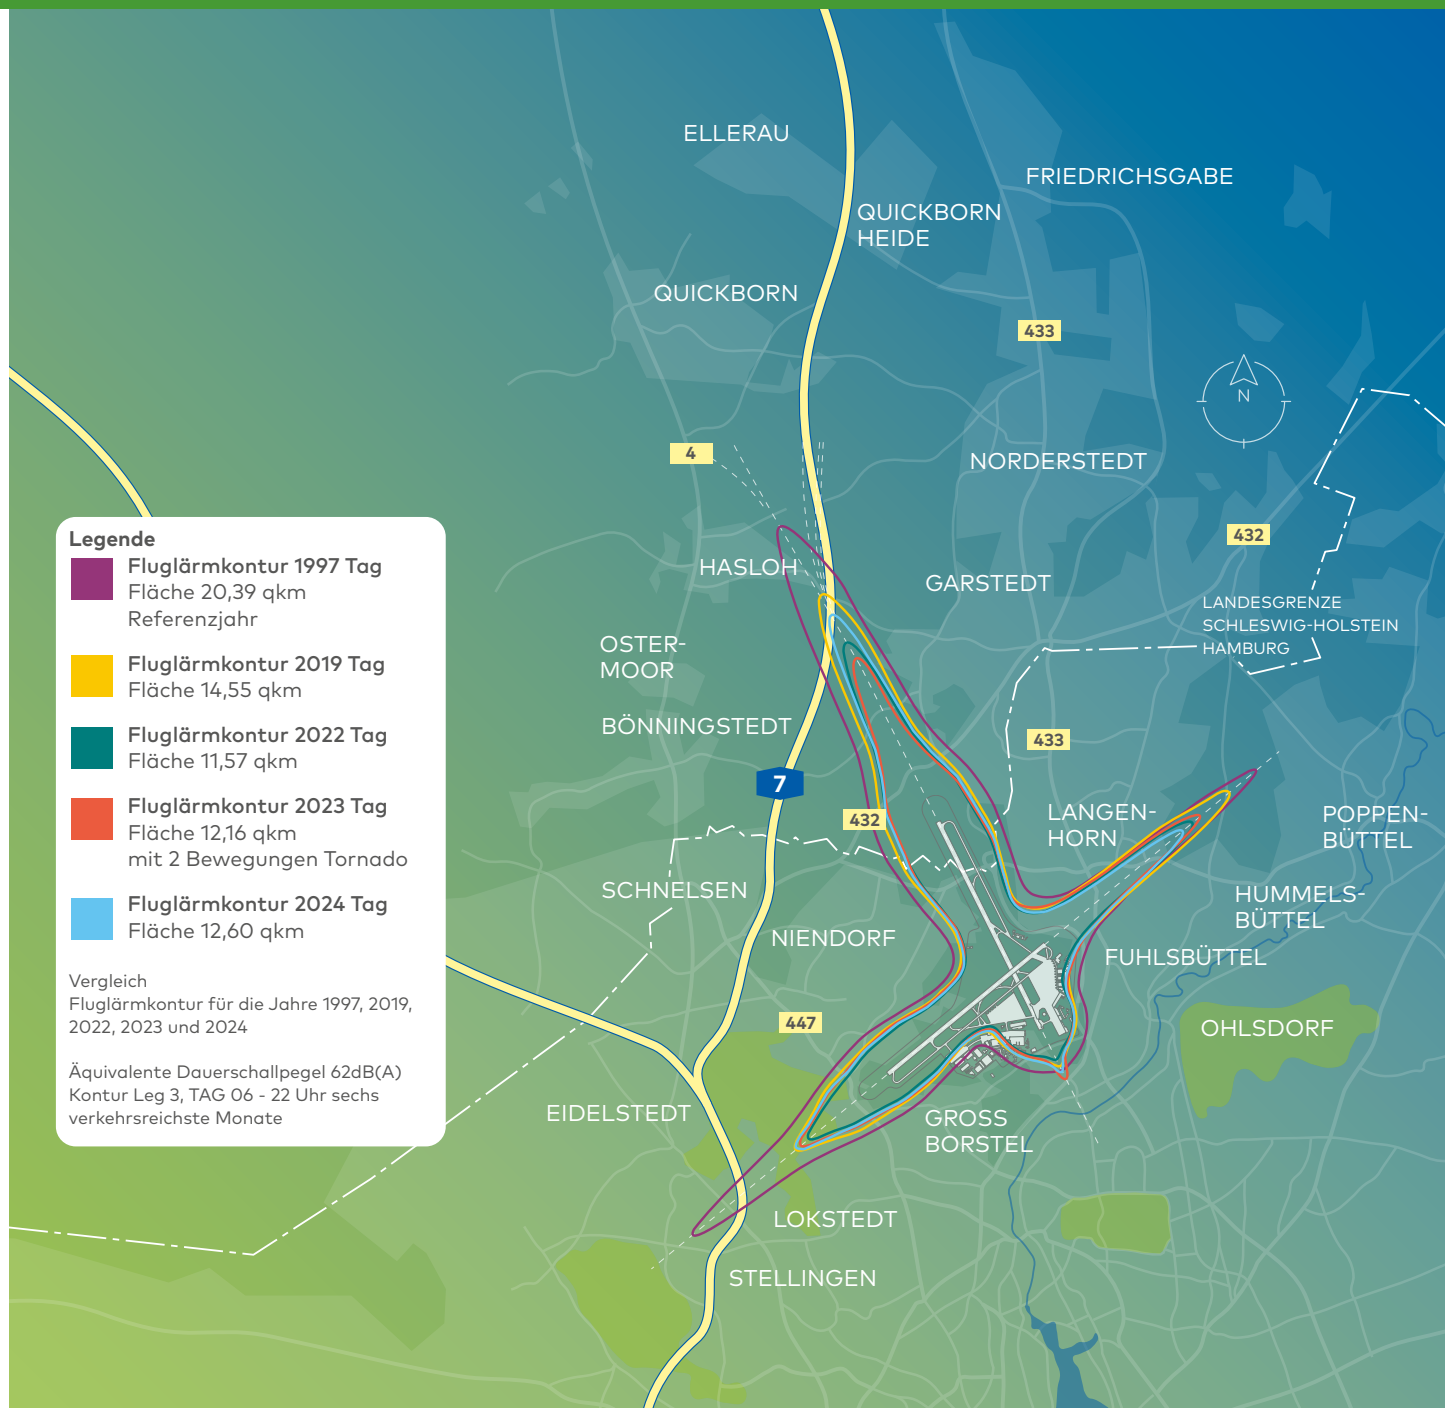 ELLERAU
FRIEDRICHSGABE
QUICKBORN
HEIDE
QUICKBORN
433
N
4
NORDERSTEDT
432
HASLOH
GARSTEDT
LANDESGRENZE
SCHLESWIG-HOLSTEIN
HAMBURG
OSTER-
MOOR
BÖNNINGSTEDT
433
7
432
LANGEN-
HORN
POPPEN-
BÜTTEL
SCHNELSEN
HUMMELS-
BÜTTEL
NIENDORF
FUHLSBÜTTEL
447
OHLSDORF
EIDELSTEDT
GROSS
BORSTEL
LOKSTEDT
STELLINGEN
Legende
Fluglärmkontur 1997 Tag
Fläche 20,39 qkm
Referenzjahr
Fluglärmkontur 2019 Tag
Fläche 14,55 qkm
Fluglärmkontur 2022 Tag
Fläche 11,57 qkm
Fluglärmkontur 2023 Tag
Fläche 12,16 qkm
mit 2 Bewegungen Tornado
Fluglärmkontur 2024 Tag
Fläche 12,60 qkm
Vergleich
Fluglärmkontur für die Jahre 1997, 2019,
2022, 2023 und 2024
Äquivalente Dauerschallpegel 62dB(A)
Kontur Leg 3, TAG 06 - 22 Uhr sechs
verkehrsreichste Monate